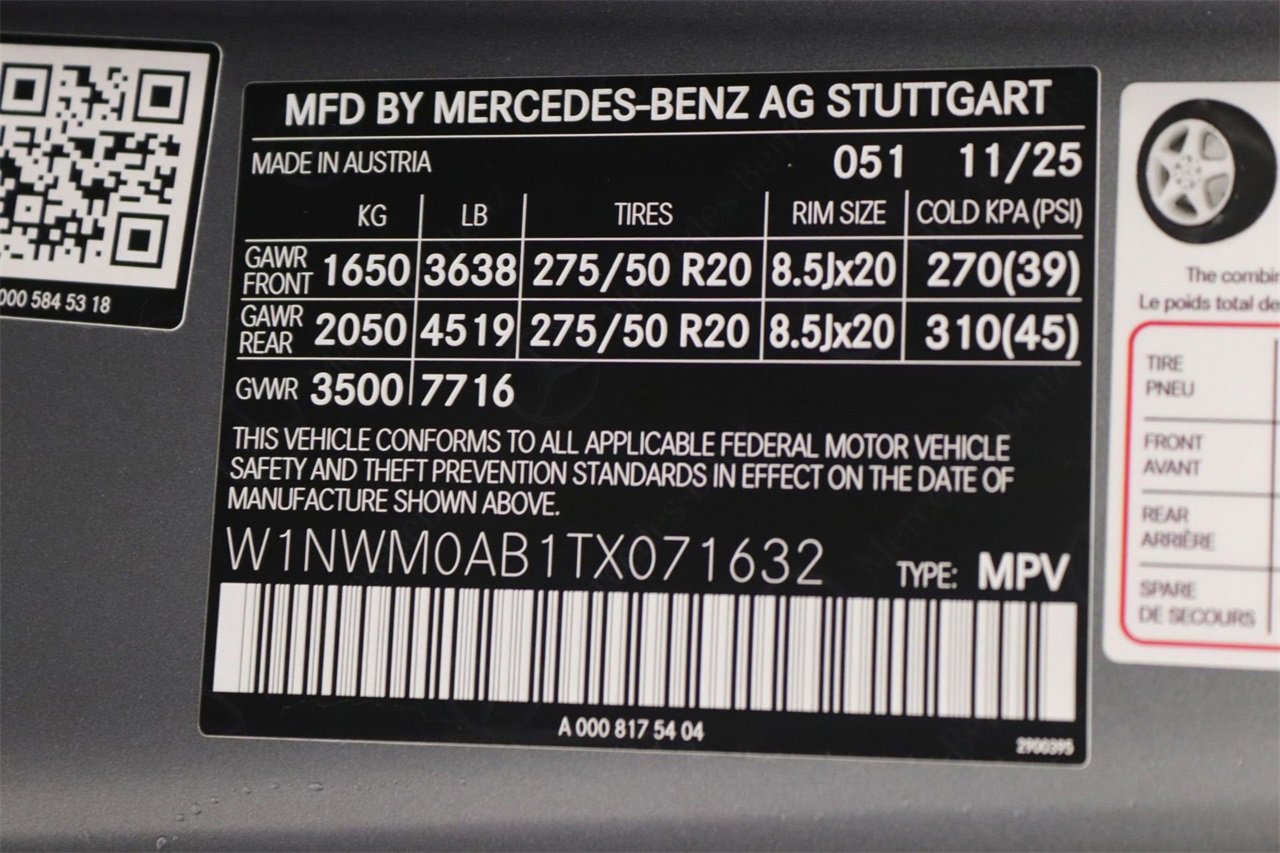 000 584 53 18
MFD BY MERCEDES-BENZ AG STUTTGART
MADE IN AUSTRIA 051 11/25
KG LB TIRES RIM SIZE COLD KPA (PSI)
GAWR FRONT 1650 3638 275/50 R20 8.5Jx20 270(39)
GAWR REAR 2050 4519 275/50 R20 8.5Jx20 310(45)
GVWR 3500 7716
THIS VEHICLE CONFORMS TO ALL APPLICABLE FEDERAL MOTOR VEHICLE
SAFETY AND THEFT PREVENTION STANDARDS IN EFFECT ON THE DATE OF
MANUFACTURE SHOWN ABOVE.
W1NWM0AB1TX071632 TYPE: MPV
A 000 817 54 04
2900395
The combin
Le poids total de
TIRE
PNEU
FRONT
AVANT
REAR
ARRIÈRE
SPARE
DE SECOURS